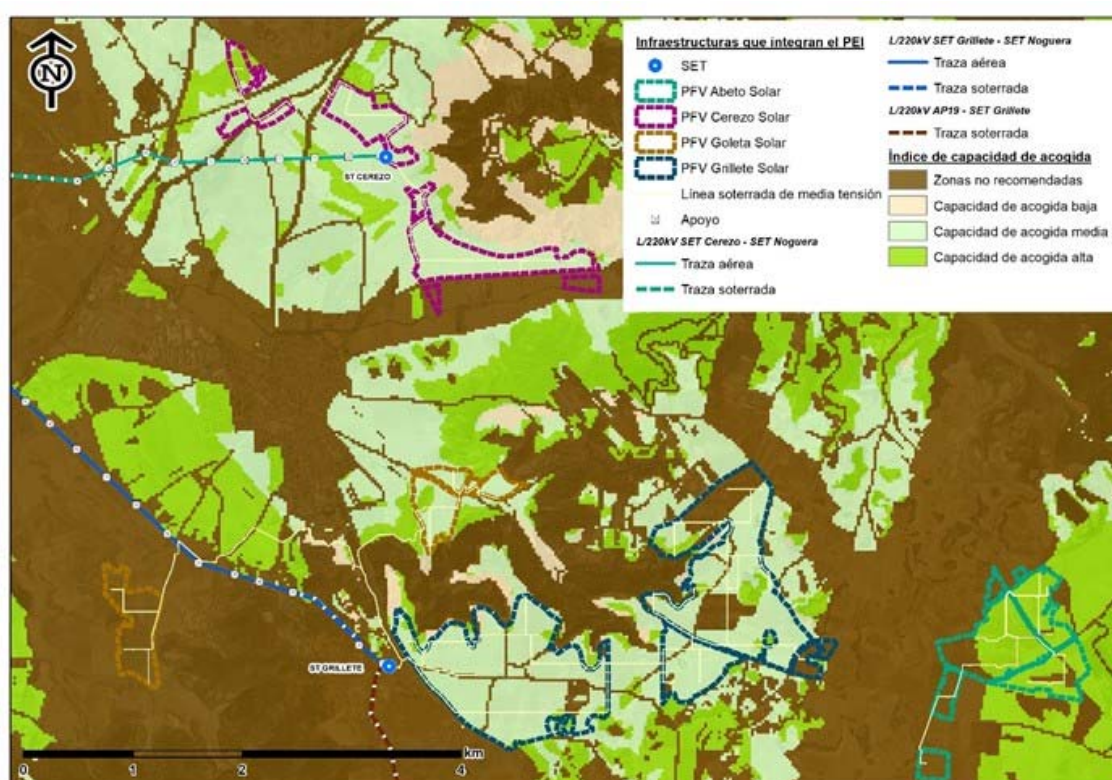 N
Infraestructuras que integran el PEI
SET
PFV Abeto Solar
PFV Cerezo Solar
PFV Goleta Solar
PFV Grillete Solar
Línea soterrada de media tensión
Apoyo
L/220kV SET Cerezo - SET Noguera
Traza aérea
Traza soterrada
L/220kV SET Grillete - SET Noguera
Traza aérea
Traza soterrada
L/220kV AP19 - SET Grillete
Traza soterrada
Índice de capacidad de acogida
Zonas no recomendadas
Capacidad de acogida baja
Capacidad de acogida media
Capacidad de acogida alta
ST CEREZO
ST GRILLETE
km
0 1 2 4